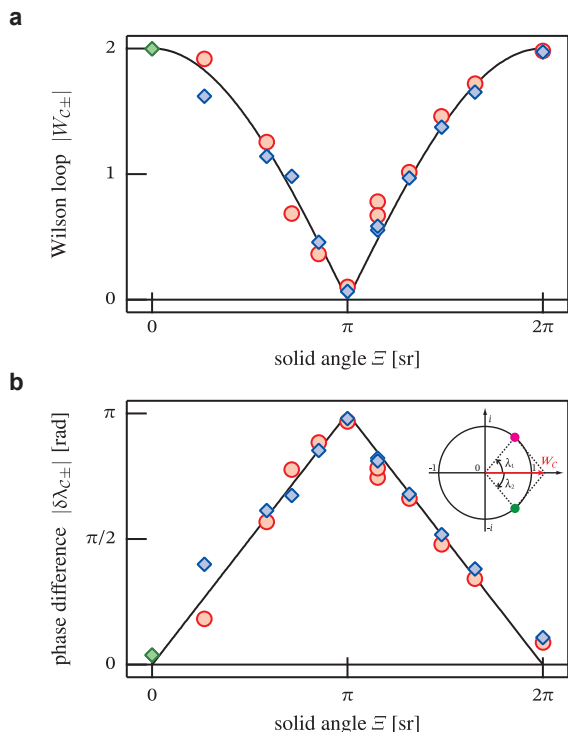 a
Wilson loop |W𝒞±|
2
1
0
0
π
2π
solid angle Ξ [sr]
b
phase difference |δλ𝒞±| [rad]
π
π/2
0
0
π
2π
solid angle Ξ [sr]
i
-1
0
λ₁
λ₂
1
W𝒞
-i